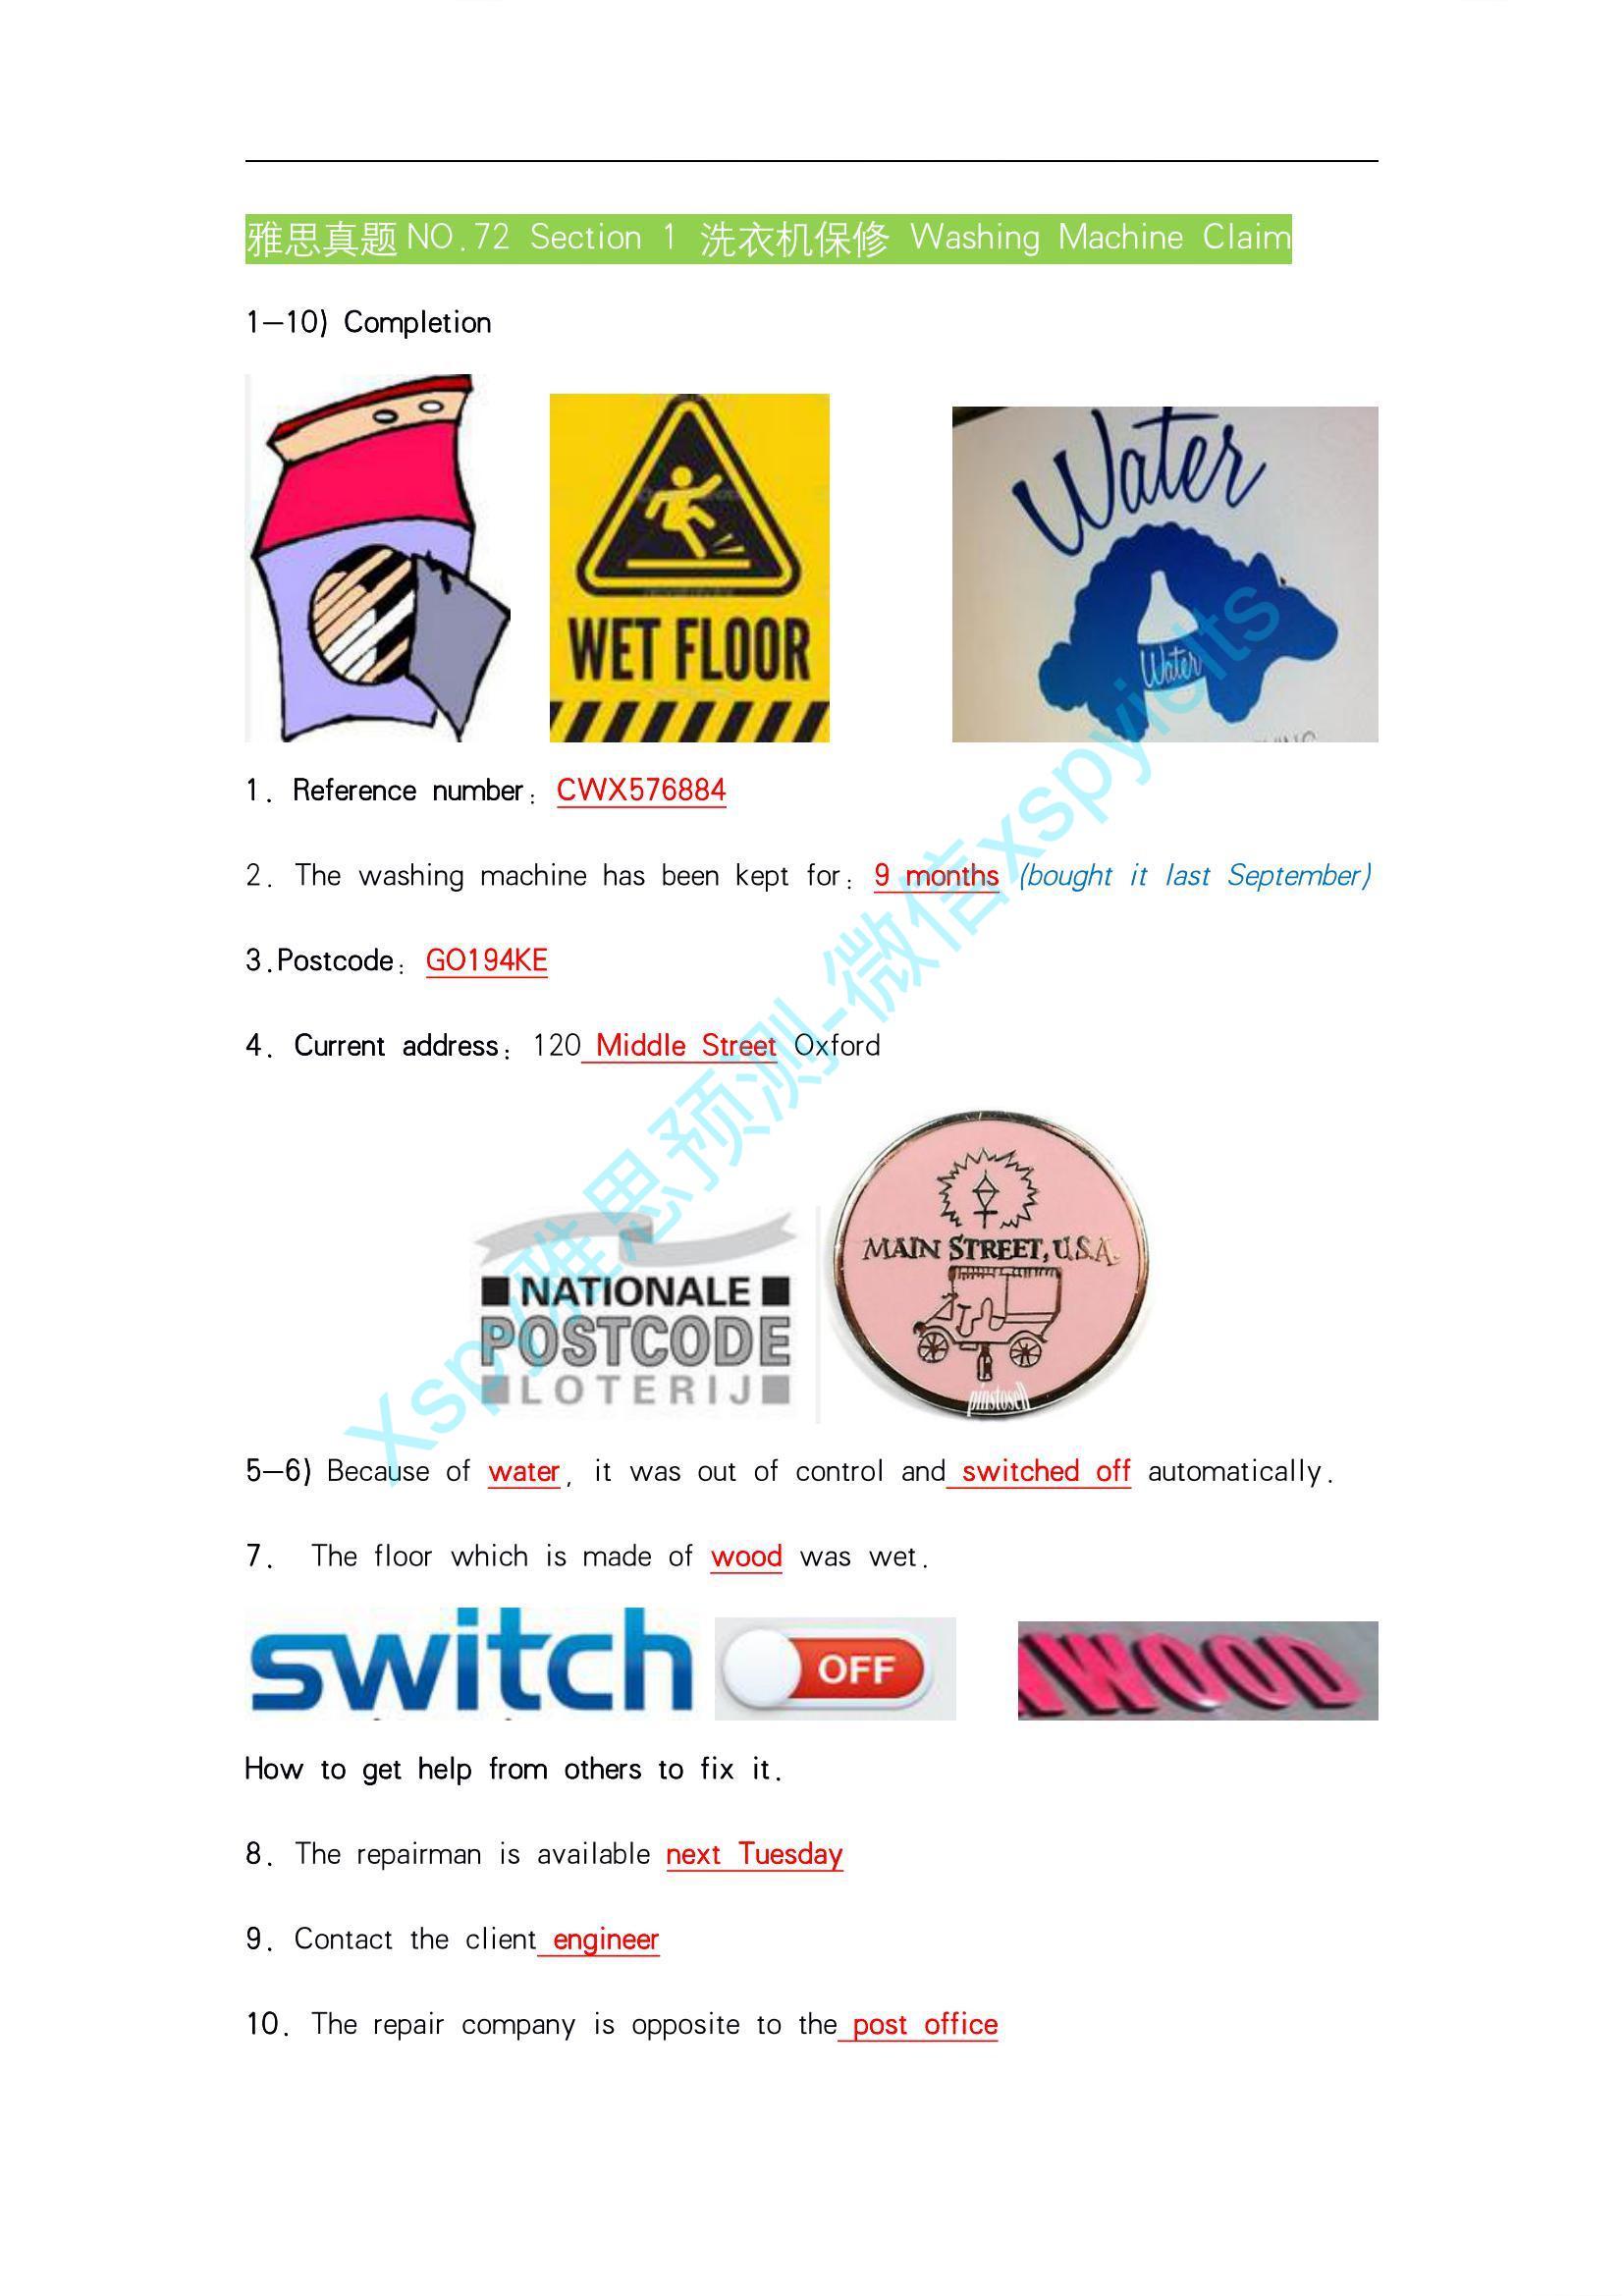 雅思真题 NO.72 Section 1 洗衣机保修 Washing Machine Claim
1—10) Completion
WET FLOOR
Water
Water
1. Reference number: CWX576884
2. The washing machine has been kept for: 9 months (bought it last September)
3.Postcode: GO194KE
4. Current address: 120 Middle Street Oxford
MAIN STREET, U.S.A.
NATIONALE
POSTCODE
LOTERIJ
pinstosell
Xspy雅思预测-微信xspyielts
5—6) Because of water, it was out of control and switched off automatically.
7. The floor which is made of wood was wet.
switch
OFF
WOOD
How to get help from others to fix it.
8. The repairman is available next Tuesday
9. Contact the client engineer
10. The repair company is opposite to the post office